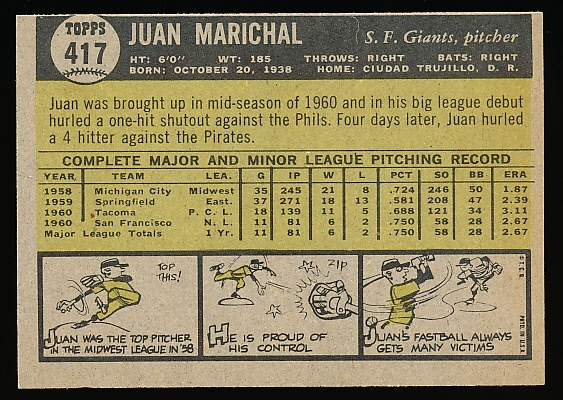 TOPPS
417
JUAN MARICHAL
S. F. Giants, pitcher
HT: 6'0" WT: 185 THROWS: RIGHT BATS: RIGHT
BORN: OCTOBER 20, 1938 HOME: CIUDAD TRUJILLO, D. R.
Juan was brought up in mid-season of 1960 and in his big league debut
hurled a one-hit shutout against the Phils. Four days later, Juan hurled
a 4 hitter against the Pirates.
COMPLETE MAJOR AND MINOR LEAGUE PITCHING RECORD
YEAR TEAM LEA. G IP W L PCT SO BB ERA
1958 Michigan City Midwest 35 245 21 8 .724 246 50 1.87
1959 Springfield East. 37 271 18 13 .581 208 47 2.39
1960 Tacoma P. C. L. 18 139 11 5 .688 121 34 3.11
1960 San Francisco N. L. 11 81 6 2 .750 58 28 2.67
Major League Totals 1 Yr. 11 81 6 2 .750 58 28 2.67
TOP
THIS!
JUAN WAS THE TOP PITCHER
IN THE MIDWEST LEAGUE IN '58
ZIP
HE IS PROUD OF
HIS CONTROL
JUAN'S FASTBALL ALWAYS
GETS MANY VICTIMS
© T.C.G. PRTD. IN U.S.A.